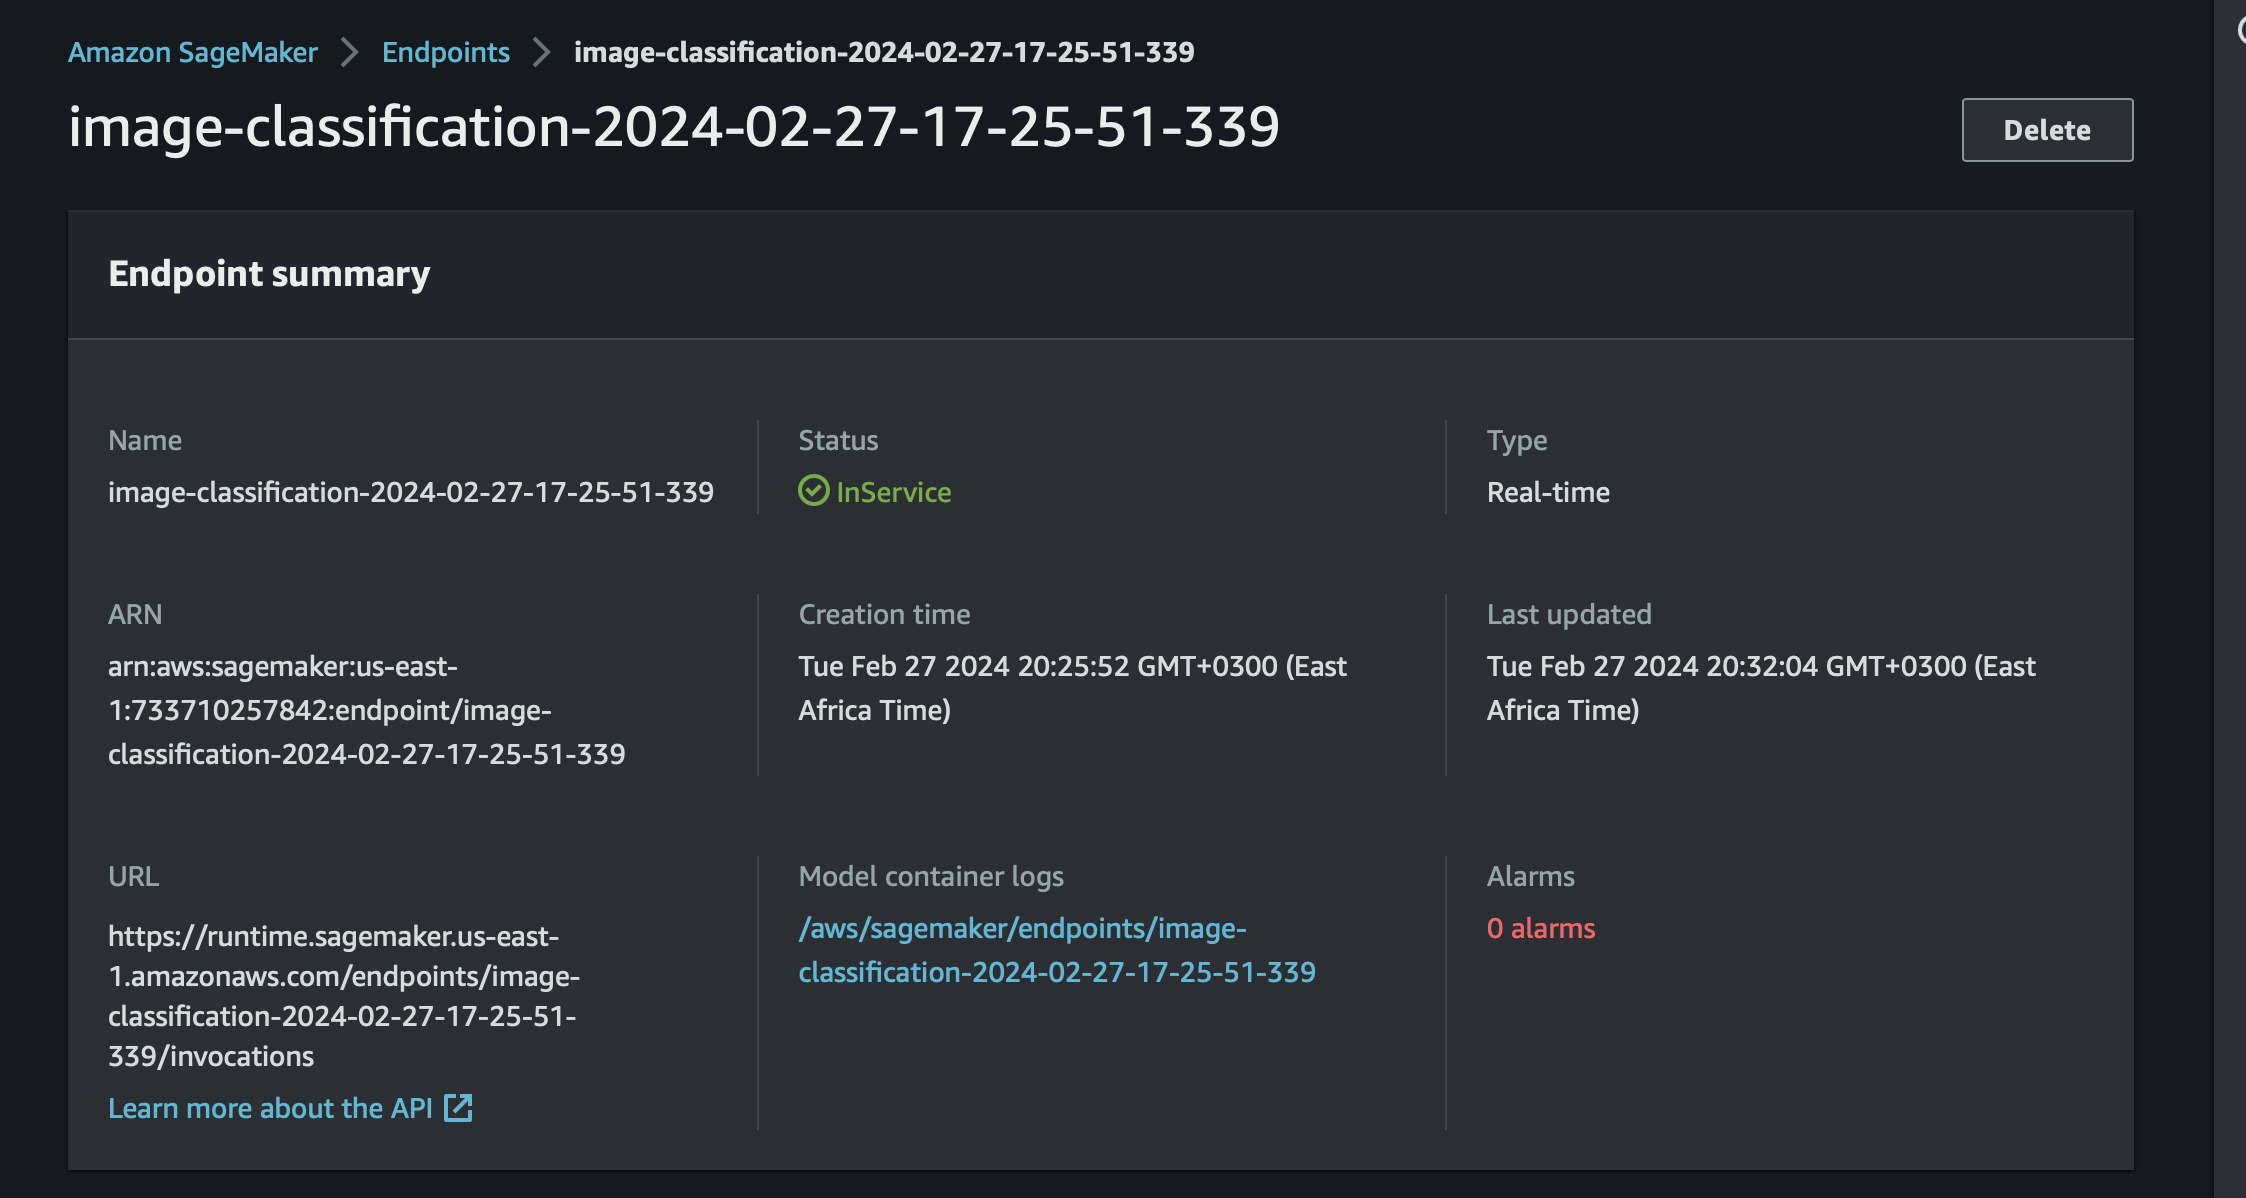 Amazon SageMaker > Endpoints > image-classification-2024-02-27-17-25-51-339
image-classification-2024-02-27-17-25-51-339
Delete
Endpoint summary
Name
image-classification-2024-02-27-17-25-51-339
Status
InService
Type
Real-time
ARN
arn:aws:sagemaker:us-east-
1:733710257842:endpoint/image-
classification-2024-02-27-17-25-51-339
Creation time
Tue Feb 27 2024 20:25:52 GMT+0300 (East
Africa Time)
Last updated
Tue Feb 27 2024 20:32:04 GMT+0300 (East
Africa Time)
URL
https://runtime.sagemaker.us-east-
1.amazonaws.com/endpoints/image-
classification-2024-02-27-17-25-51-
339/invocations
Learn more about the API
Model container logs
/aws/sagemaker/endpoints/image-
classification-2024-02-27-17-25-51-339
Alarms
0 alarms